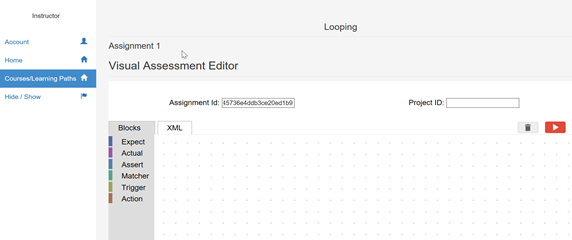 Instructor
Looping
Account
Home
Courses/Learning Paths
Hide / Show
Assignment 1
Visual Assessment Editor
Assignment Id: 45736e4ddb3ce20ed1b9
Project ID:
Blocks
XML
Expect
Actual
Assert
Matcher
Trigger
Action